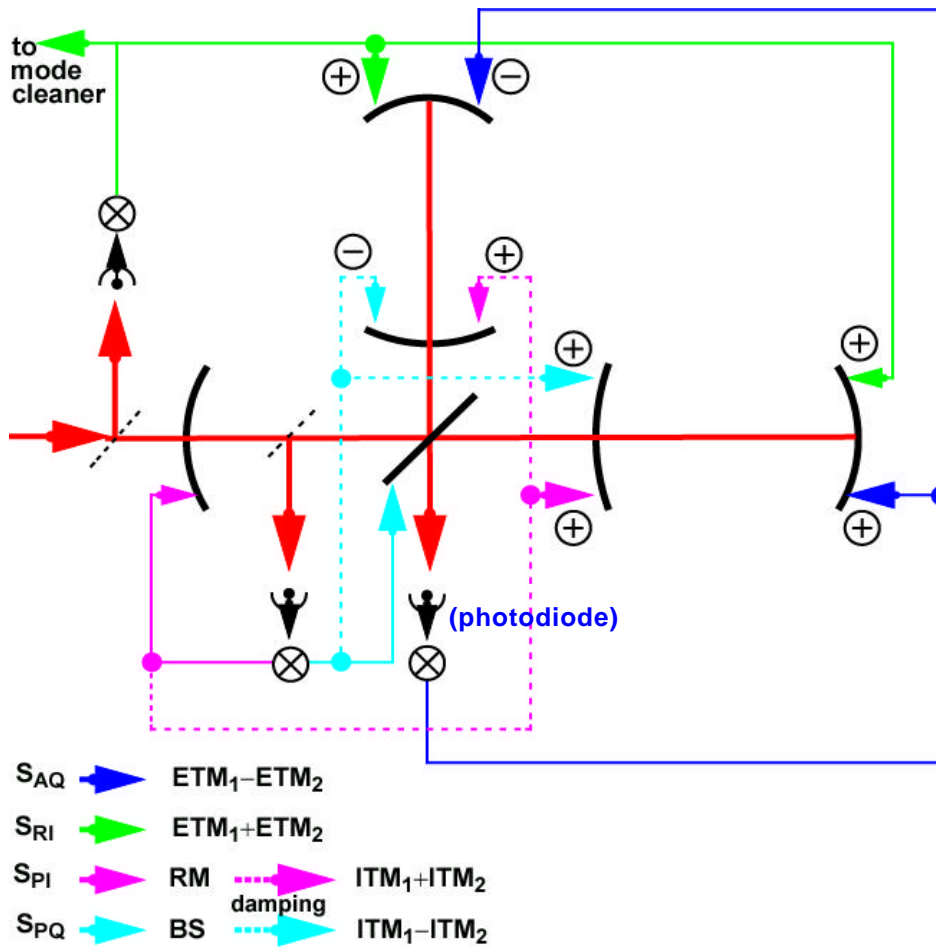 to
mode
cleaner
+
−
−
+
+
+
+
+
(photodiode)
S_AQ ETM₁−ETM₂
S_RI ETM₁+ETM₂
S_PI RM ITM₁+ITM₂
damping
S_PQ BS ITM₁−ITM₂